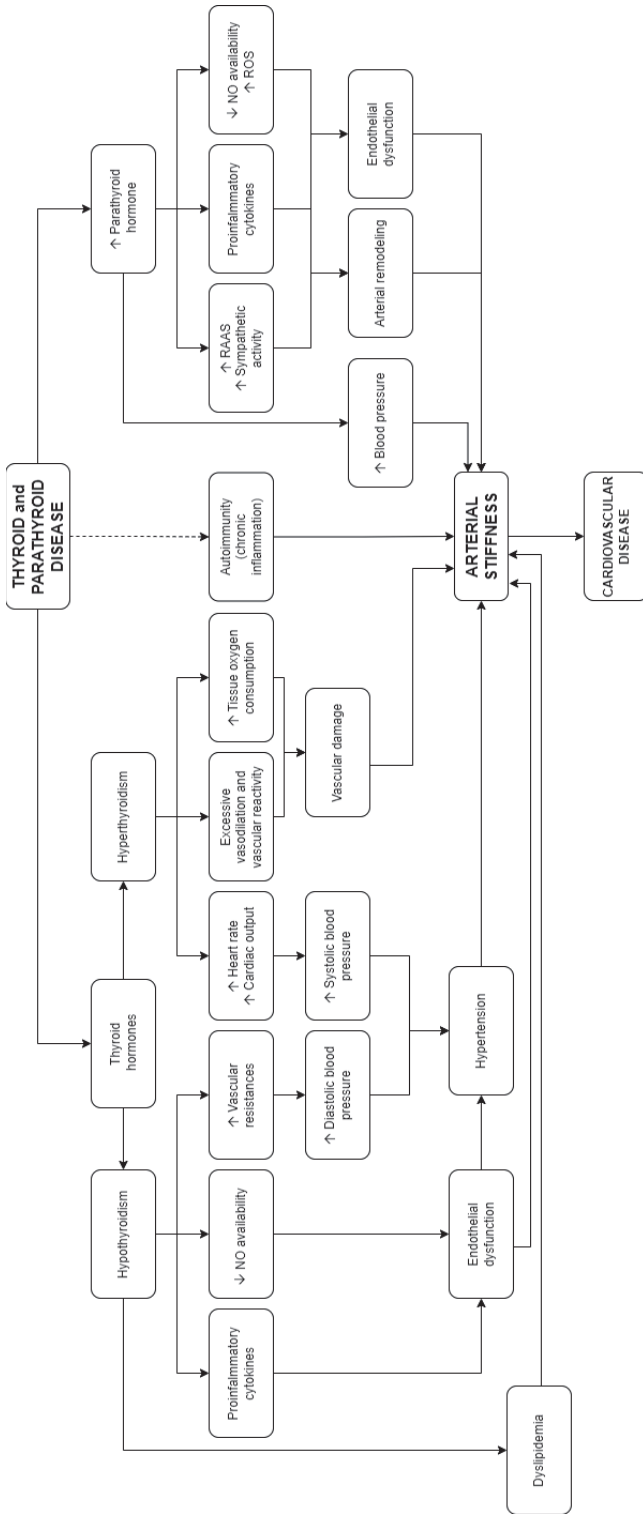 THYROID and
PARATHYROID
DISEASE
Thyroid
hormones
↑ Parathyroid
hormone
Hypothyroidism
Hyperthyroidism
Proinfalmmatory
cytokines
↓ NO availability
↑ Vascular
resistances
↑ Heart rate
↑ Cardiac output
Excessive
vasodilation and
vascular reactivity
↑ Tissue oxygen
consumption
Autoimmunity
(chronic
inflammation)
↑ RAAS
↑ Sympathetic
activity
Proinfalmmatory
cytokines
↓ NO availability
↑ ROS
↑ Diastolic blood
pressure
↑ Systolic blood
pressure
Vascular damage
↑ Blood pressure
Arterial remodeling
Endothelial
dysfunction
Endothelial
dysfunction
Hypertension
ARTERIAL
STIFFNESS
Dyslipidemia
CARDIOVASCULAR
DISEASE